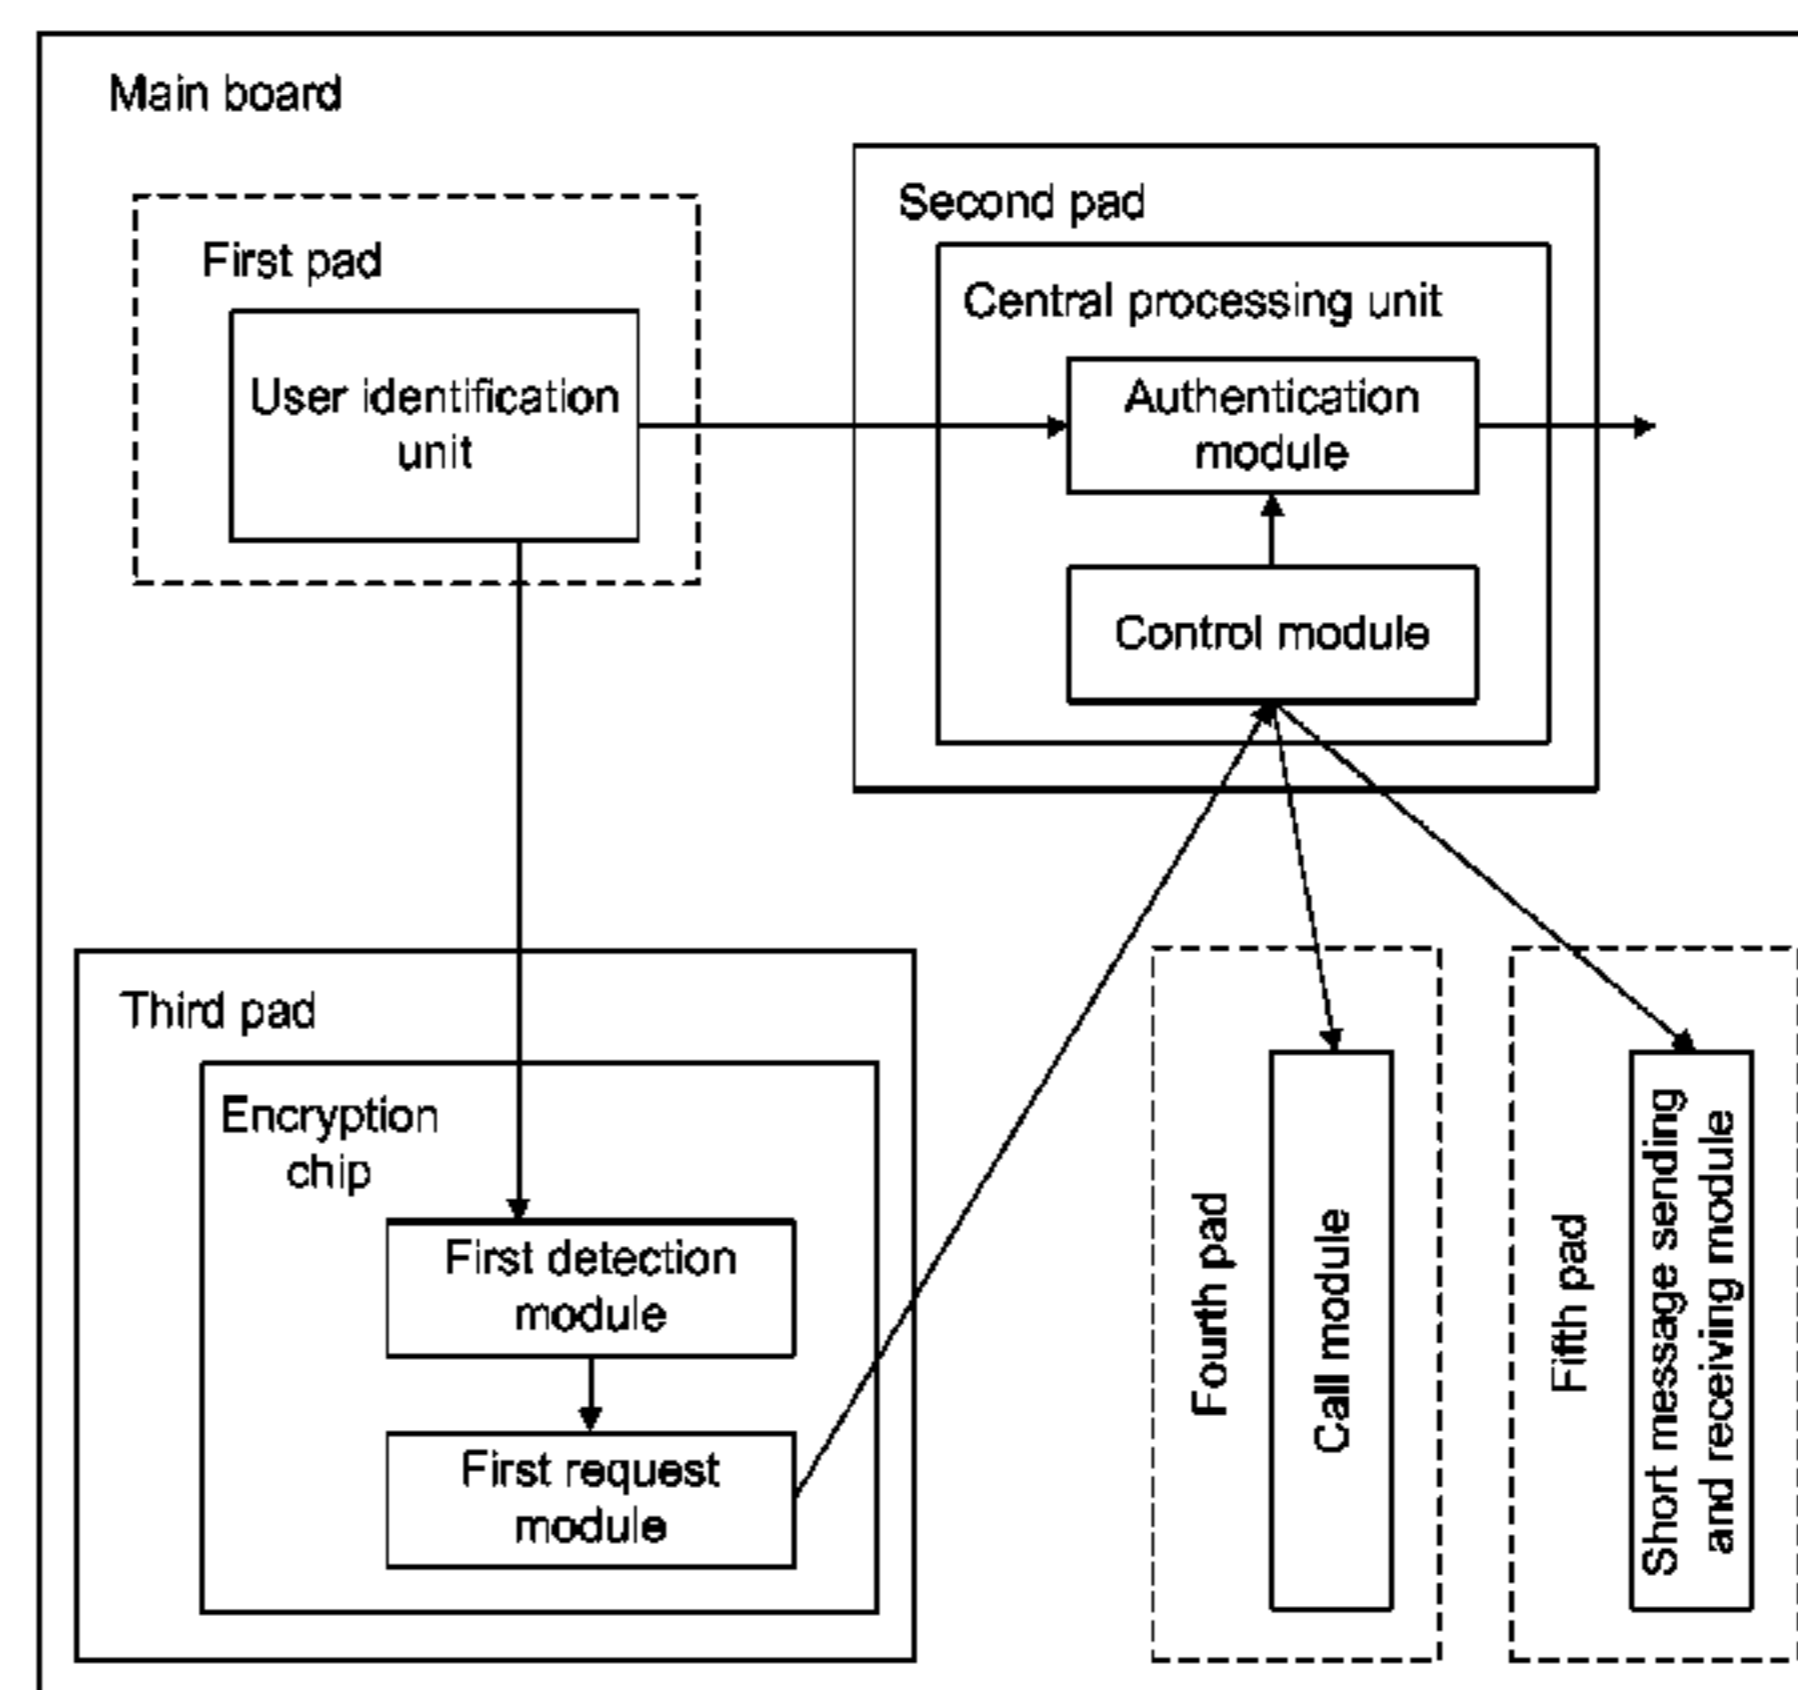 Main board
First pad
User identification
unit
Second pad
Central processing unit
Authentication
module
Control module
Third pad
Encryption
chip
First detection
module
First request
module
Fourth pad
Call module
Fifth pad
Short message sending
and receiving module